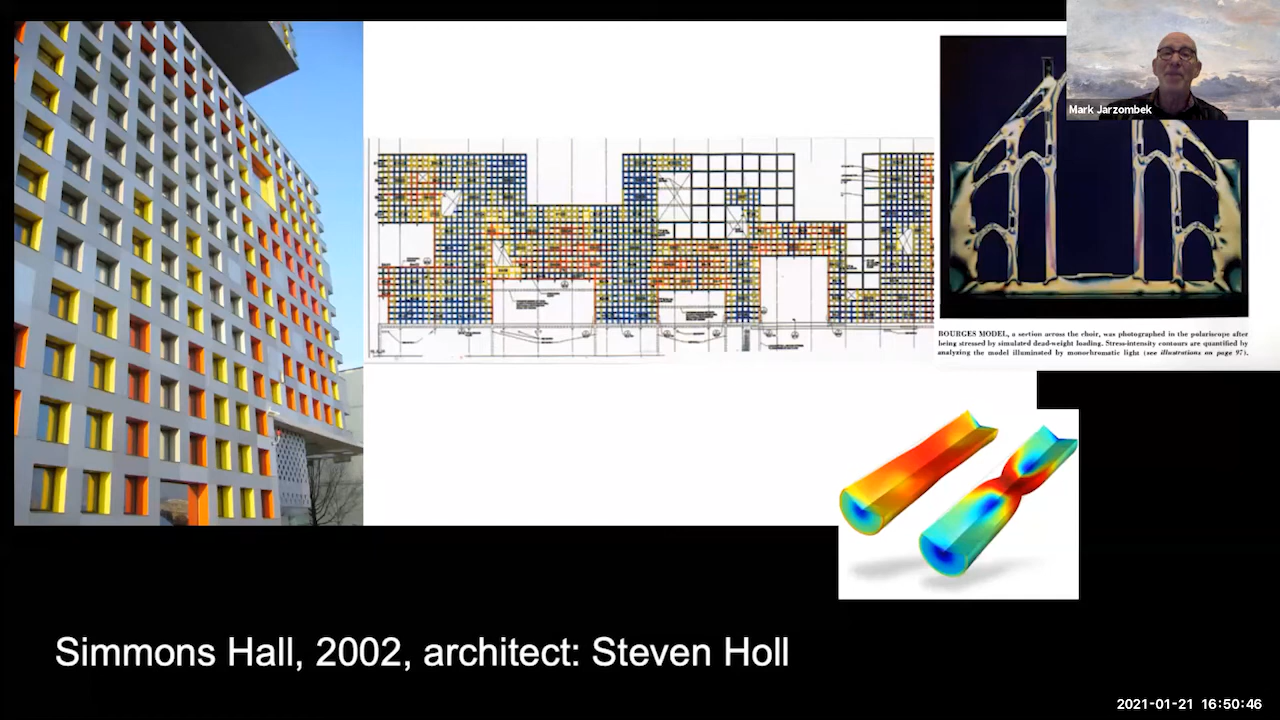 Mark Jarzombek
BOURGES MODEL, a section across the choir, was photographed in the polariscope after
being stressed by simulated dead-weight loading. Stress-intensity contours are quantified by
analyzing the model illuminated by monochromatic light (see illustrations on page 97).
Simmons Hall, 2002, architect: Steven Holl
2021-01-21 16:50:46